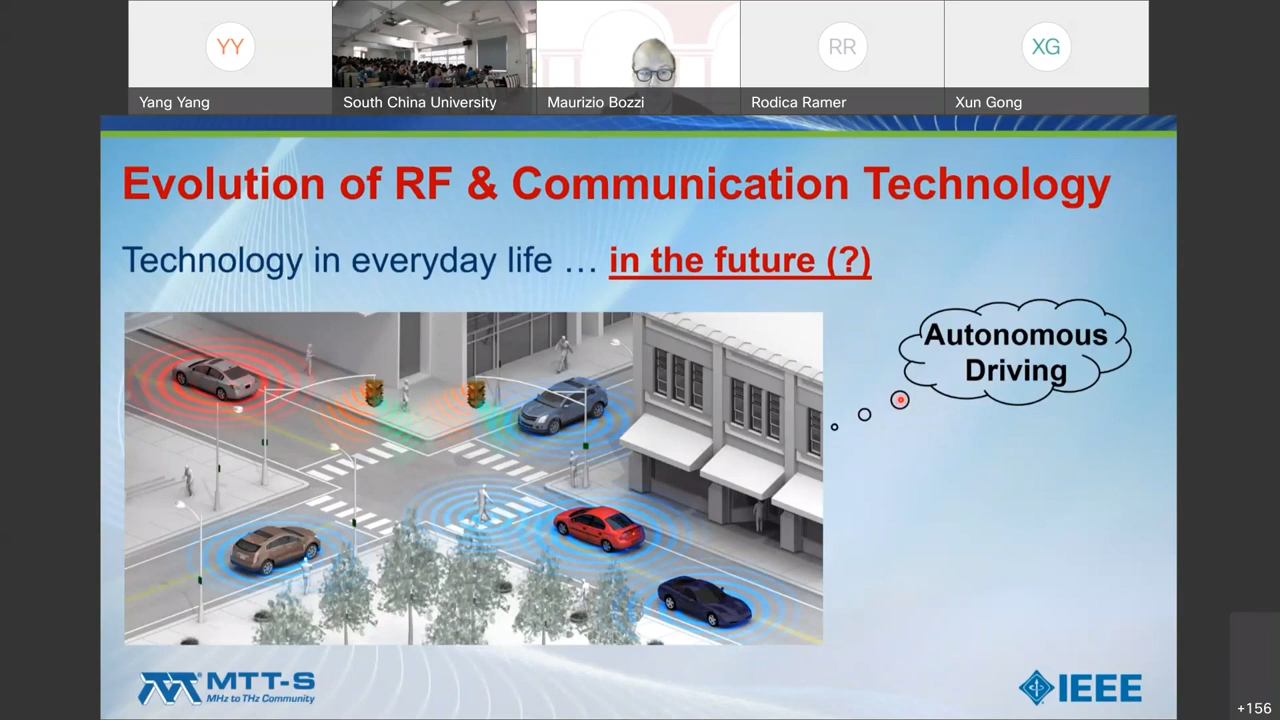 YY
RR
XG
Yang Yang
South China University
Maurizio Bozzi
Rodica Ramer
Xun Gong
Evolution of RF & Communication Technology
Technology in everyday life … in the future (?)
Autonomous
Driving
MTT-S
MHz to THz Community
IEEE
+156